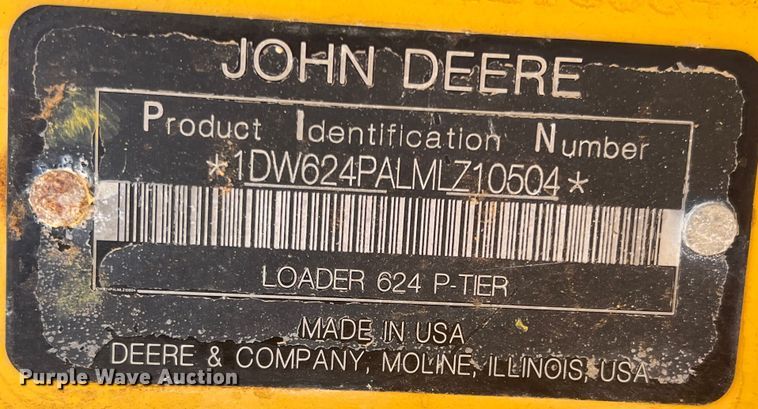 JOHN DEERE
Product Identification Number
*1DW624PALMLZ10504*
LOADER 624 P-TIER
MADE IN USA
DEERE & COMPANY, MOLINE, ILLINOIS, USA
Purple Wave Auction